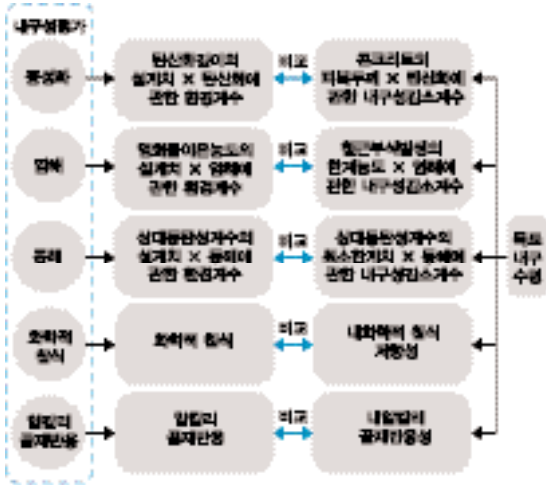 내구성평가
중성화
탄산화깊이의
설계치 × 탄산화에
관한 환경계수
비교
콘크리트의
피복두께 × 탄산화에
관한 내구성감소계수
염해
염화물이온농도의
설계치 × 염해에
관한 환경계수
비교
철근부식발생의
한계농도 × 염해에
관한 내구성감소계수
동해
상대동탄성계수의
설계치 × 동해에
관한 환경계수
비교
상대동탄성계수의
최소한계치 × 동해에
관한 내구성감소계수
목표
내구
수명
화학적
침식
화학적 침식
비교
내화학적 침식
저항성
알칼리
골재반응
알칼리
골재반응
비교
내알칼리
골재반응성